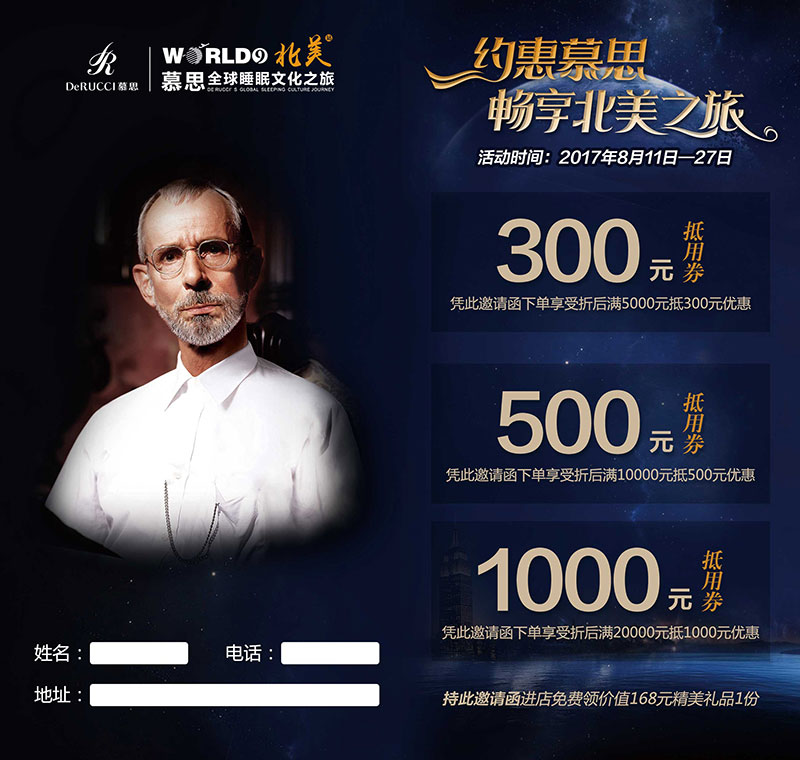 DeRUCCI 慕思
WORLD 北美站
慕思全球睡眠文化之旅
DE RUCCI'S GLOBAL SLEEPING CULTURE JOURNEY
姓名：
电话：
地址：
约惠慕思
畅享北美之旅
活动时间：2017年8月11日—27日
300元 抵用券
凭此邀请函下单享受折后满5000元抵300元优惠
500元 抵用券
凭此邀请函下单享受折后满10000元抵500元优惠
1000元 抵用券
凭此邀请函下单享受折后满20000元抵1000元优惠
持此邀请函进店免费领价值168元精美礼品1份